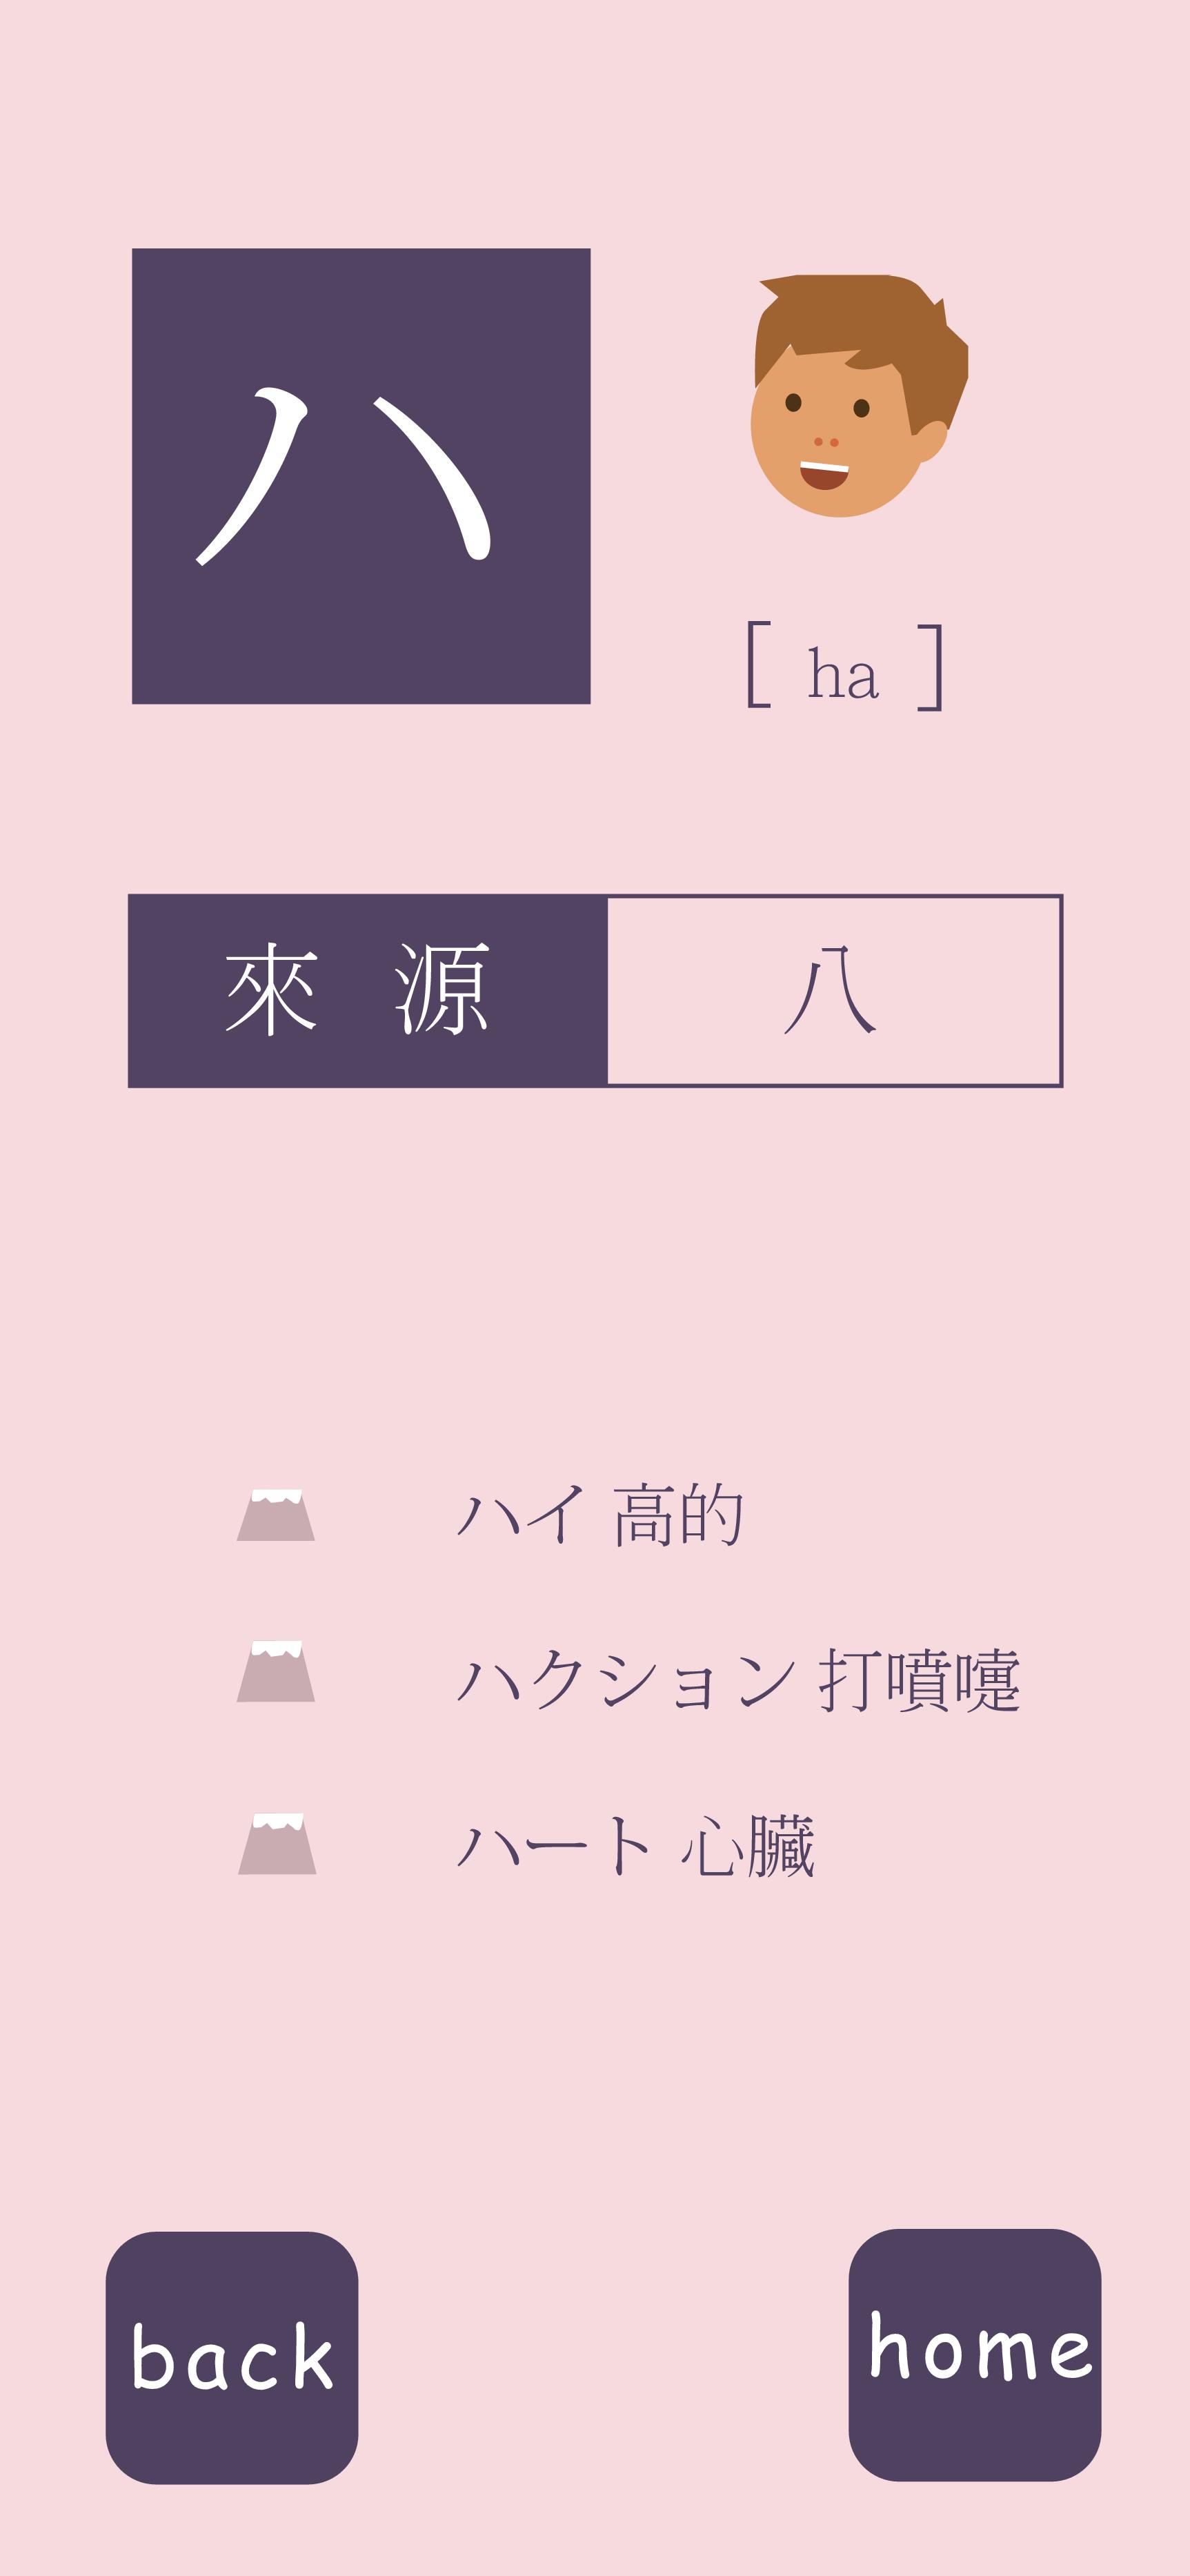 ハ
[ ha ]
來源 八
ハイ 高的
ハクション 打噴嚏
ハート 心臟
back
home